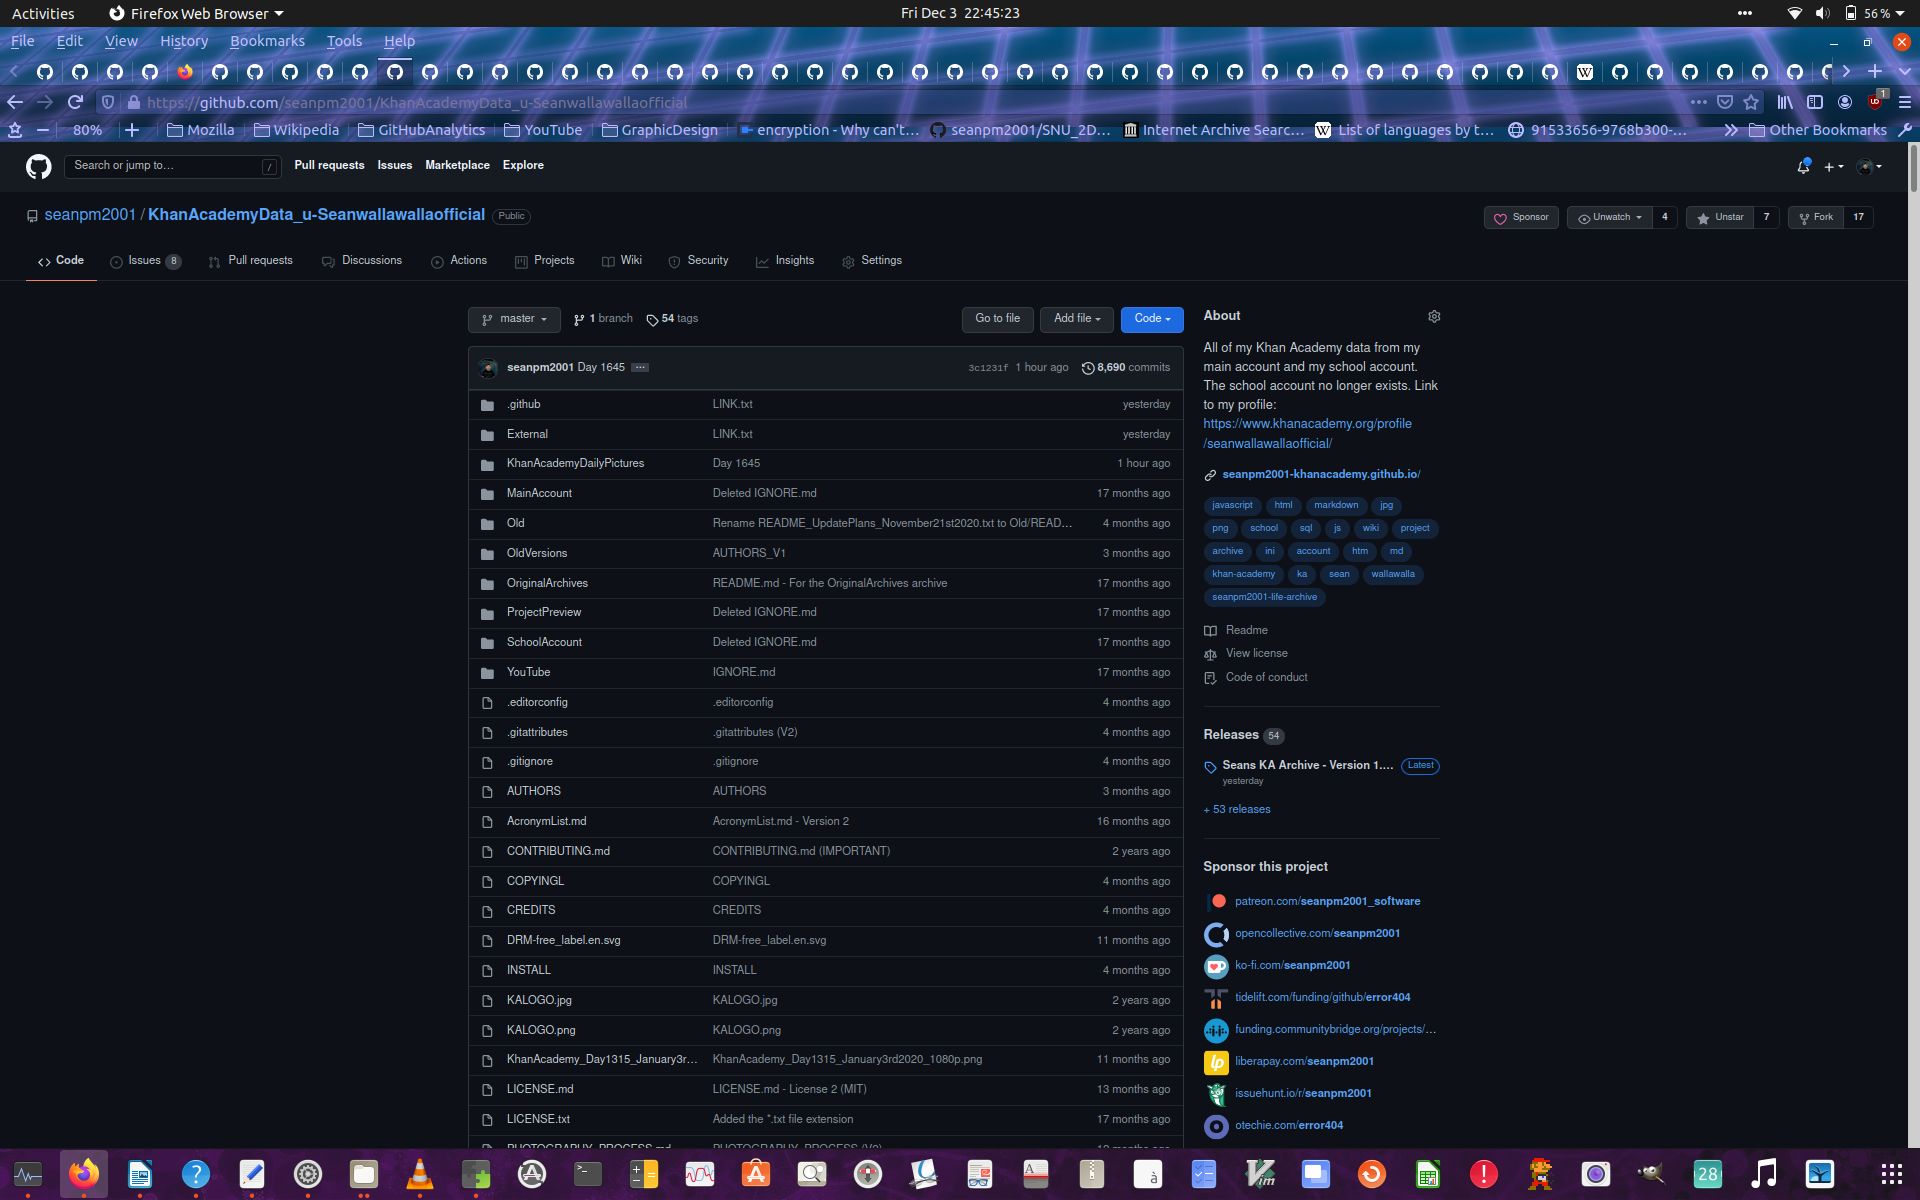 Activities
Firefox Web Browser
Fri Dec 3 22:45:23
56 %
File Edit View History Bookmarks Tools Help
https://github.com/seanpm2001/KhanAcademyData_u-Seanwallawallaofficial
1
80%
Mozilla
Wikipedia
GitHubAnalytics
YouTube
GraphicDesign
encryption - Why can't…
seanpm2001/SNU_2D…
Internet Archive Searc…
List of languages by t…
91533656-9768b300-…
Other Bookmarks
Search or jump to…
/
Pull requests
Issues
Marketplace
Explore
seanpm2001 / KhanAcademyData_u-Seanwallawallaofficial
Public
Sponsor
Unwatch 4
Unstar 7
Fork 17
Code
Issues 8
Pull requests
Discussions
Actions
Projects
Wiki
Security
Insights
Settings
master
1 branch
54 tags
Go to file
Add file
Code
seanpm2001 Day 1645 ...
3c1231f 1 hour ago
8,690 commits
.github LINK.txt yesterday
External LINK.txt yesterday
KhanAcademyDailyPictures Day 1645 1 hour ago
MainAccount Deleted IGNORE.md 17 months ago
Old Rename README_UpdatePlans_November21st2020.txt to Old/READ… 4 months ago
OldVersions AUTHORS_V1 3 months ago
OriginalArchives README.md - For the OriginalArchives archive 17 months ago
ProjectPreview Deleted IGNORE.md 17 months ago
SchoolAccount Deleted IGNORE.md 17 months ago
YouTube IGNORE.md 17 months ago
.editorconfig .editorconfig 4 months ago
.gitattributes .gitattributes (V2) 4 months ago
.gitignore .gitignore 4 months ago
AUTHORS AUTHORS 3 months ago
AcronymList.md AcronymList.md - Version 2 16 months ago
CONTRIBUTING.md CONTRIBUTING.md (IMPORTANT) 2 years ago
COPYINGL COPYINGL 4 months ago
CREDITS CREDITS 4 months ago
DRM-free_label.en.svg DRM-free_label.en.svg 11 months ago
INSTALL INSTALL 4 months ago
KALOGO.jpg KALOGO.jpg 2 years ago
KALOGO.png KALOGO.png 2 years ago
KhanAcademy_Day1315_January3r… KhanAcademy_Day1315_January3rd2020_1080p.png 11 months ago
LICENSE.md LICENSE.md - License 2 (MIT) 13 months ago
LICENSE.txt Added the *.txt file extension 17 months ago
About
All of my Khan Academy data from my
main account and my school account.
The school account no longer exists. Link
to my profile:
https://www.khanacademy.org/profile
/seanwallawallaofficial/
seanpm2001-khanacademy.github.io/
javascript html markdown jpg
png school sql js wiki project
archive ini account htm md
khan-academy ka sean wallawalla
seanpm2001-life-archive
Readme
View license
Code of conduct
Releases 54
Seans KA Archive - Version 1.… Latest
yesterday
+ 53 releases
Sponsor this project
patreon.com/seanpm2001_software
opencollective.com/seanpm2001
ko-fi.com/seanpm2001
tidelift.com/funding/github/error404
funding.communitybridge.org/projects/…
liberapay.com/seanpm2001
issuehunt.io/r/seanpm2001
otechie.com/error404
28